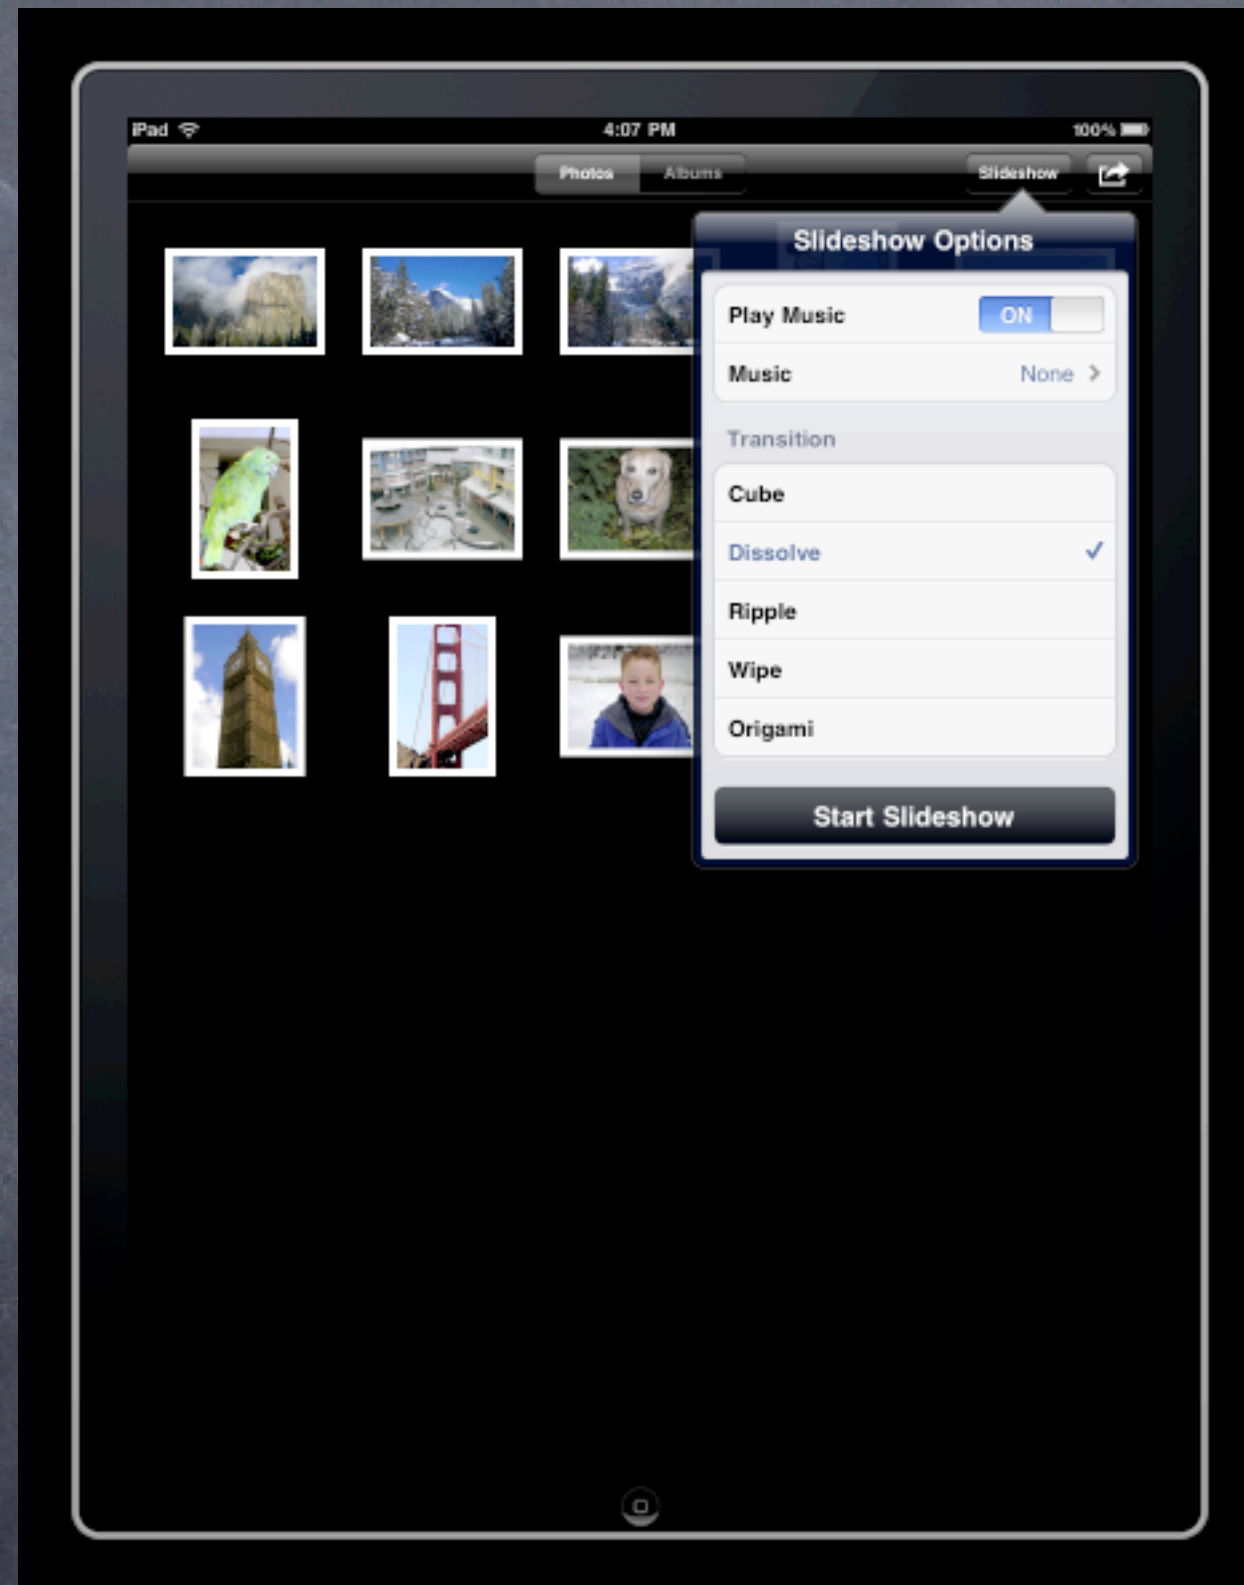 iPad 4:07 PM 100%
Photos Albums Slideshow
Slideshow Options
Play Music ON
Music None >
Transition
Cube
Dissolve ✓
Ripple
Wipe
Origami
Start Slideshow